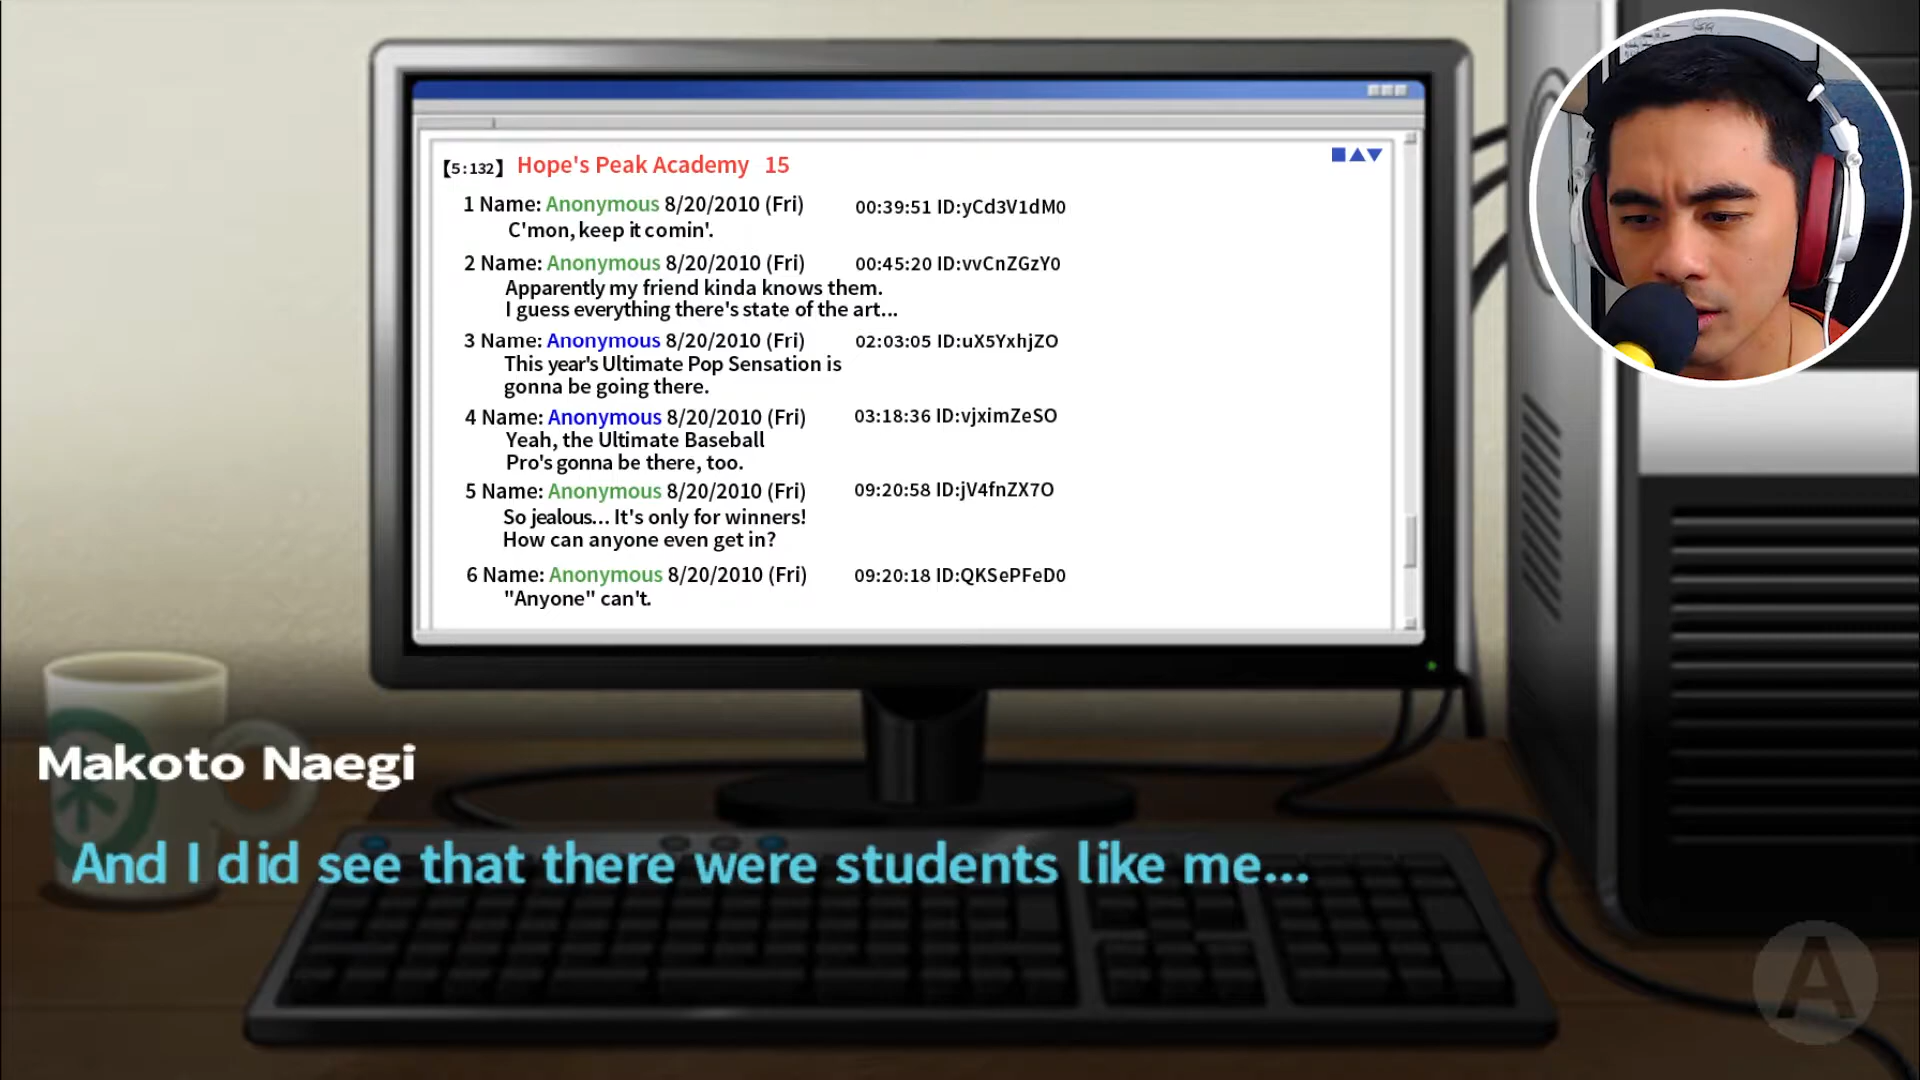 【5:132】 Hope's Peak Academy 15 ■▲▼
1 Name: Anonymous 8/20/2010 (Fri) 00:39:51 ID:yCd3V1dM0
C'mon, keep it comin'.
2 Name: Anonymous 8/20/2010 (Fri) 00:45:20 ID:vvCnZGzY0
Apparently my friend kinda knows them.
I guess everything there's state of the art...
3 Name: Anonymous 8/20/2010 (Fri) 02:03:05 ID:uX5YxhjZO
This year's Ultimate Pop Sensation is
gonna be going there.
4 Name: Anonymous 8/20/2010 (Fri) 03:18:36 ID:vjximZeSO
Yeah, the Ultimate Baseball
Pro's gonna be there, too.
5 Name: Anonymous 8/20/2010 (Fri) 09:20:58 ID:jV4fnZX7O
So jealous... It's only for winners!
How can anyone even get in?
6 Name: Anonymous 8/20/2010 (Fri) 09:20:18 ID:QKSePFeD0
"Anyone" can't.
Makoto Naegi
And I did see that there were students like me...
A